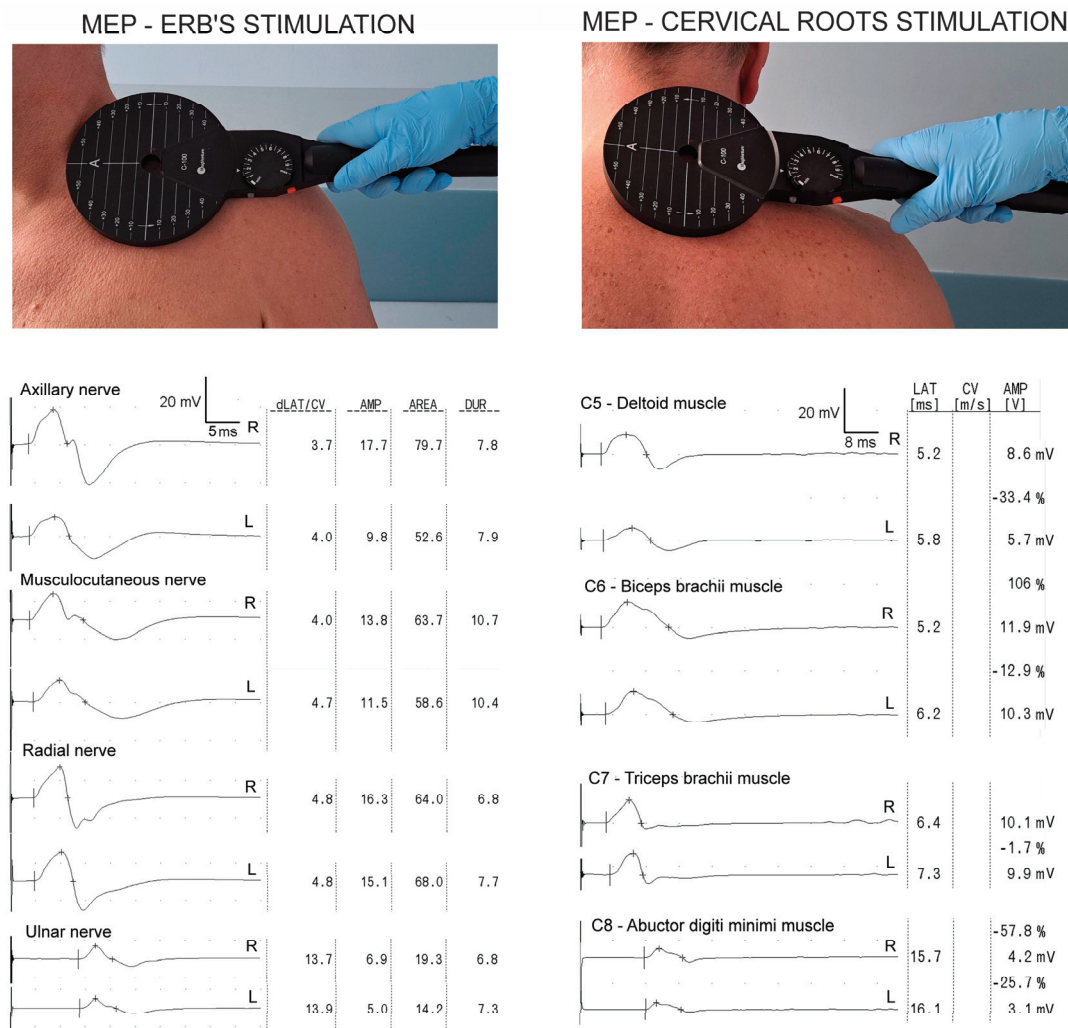 MEP - ERB'S STIMULATION
MEP - CERVICAL ROOTS STIMULATION
A
C-100
A
C-100
Axillary nerve
20 mV
5 ms
dLAT/CV AMP AREA DUR
R
3.7 17.7 79.7 7.8
L
4.0 9.8 52.6 7.9
Musculocutaneous nerve
R
4.0 13.8 63.7 10.7
L
4.7 11.5 58.6 10.4
Radial nerve
R
4.8 16.3 64.0 6.8
L
4.8 15.1 68.0 7.7
Ulnar nerve
R
13.7 6.9 19.3 6.8
L
13.9 5.0 14.2 7.3
LAT CV AMP
[ms] [m/s] [V]
C5 - Deltoid muscle
20 mV
8 ms
R
5.2 8.6 mV
-33.4 %
L
5.8 5.7 mV
106 %
C6 - Biceps brachii muscle
R
5.2 11.9 mV
-12.9 %
L
6.2 10.3 mV
C7 - Triceps brachii muscle
R
6.4 10.1 mV
-1.7 %
L
7.3 9.9 mV
C8 - Abuctor digiti minimi muscle
-57.8 %
R
15.7 4.2 mV
-25.7 %
L
16.1 3.1 mV